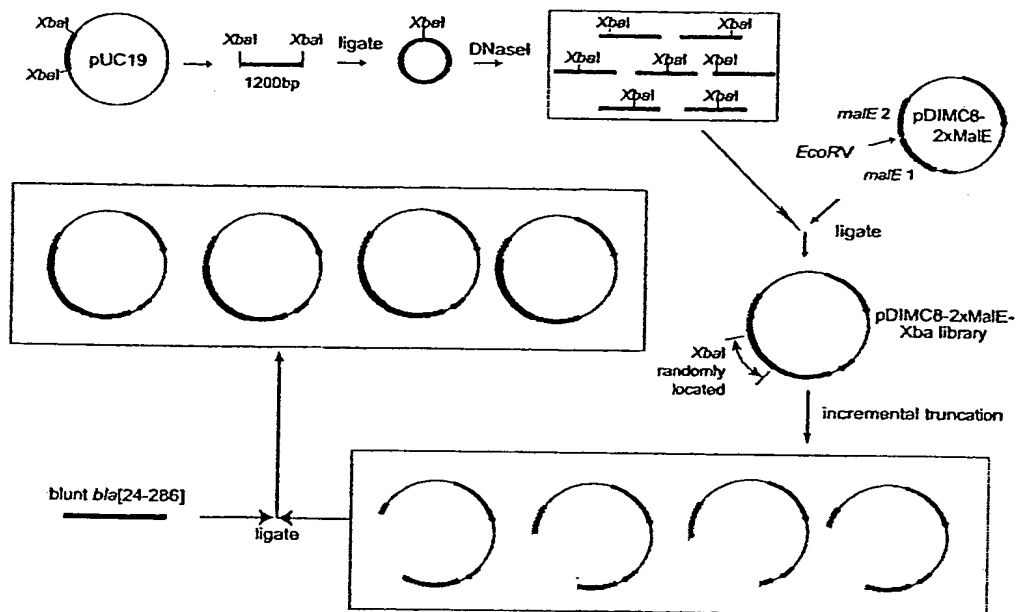 XbaI
XbaI
pUC19
XbaI XbaI
1200bp
ligate
XbaI
DNaseI
XbaI XbaI
XbaI XbaI XbaI
XbaI XbaI
malE 2
pDIMC8-
2xMalE
EcoRV
malE 1
ligate
pDIMC8-2xMalE-
Xba library
XbaI
randomly
located
incremental truncation
blunt bla[24-286]
ligate